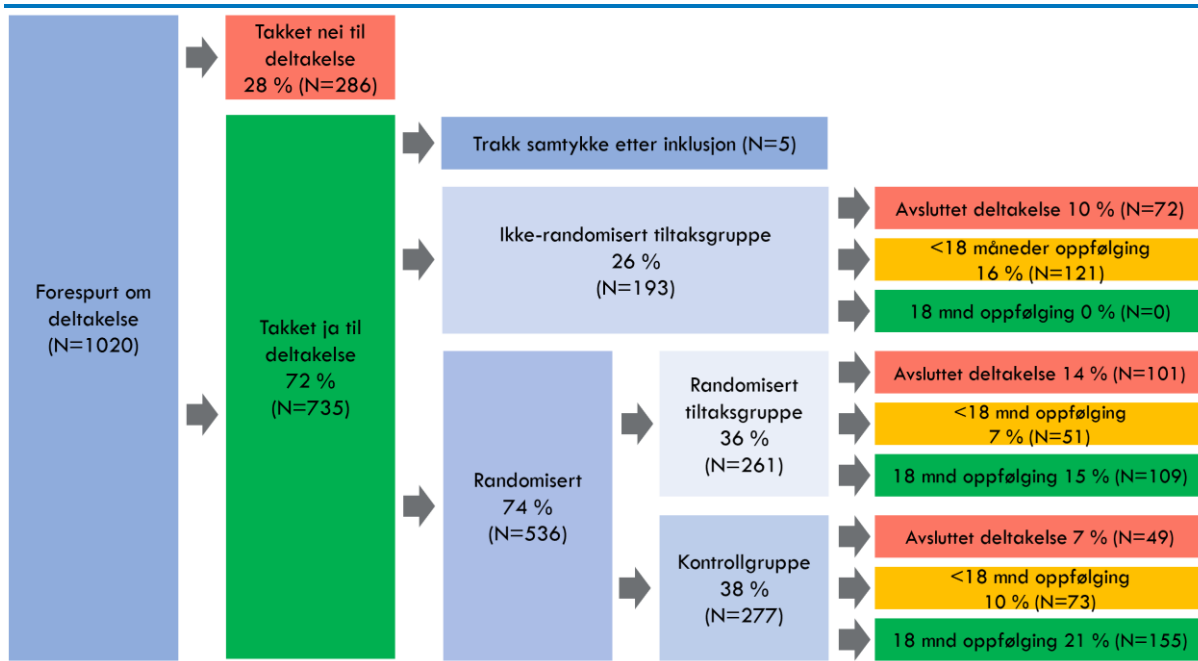 Forespurt om
deltakelse
(N=1020)
Takket nei til
deltakelse
28 % (N=286)
Takket ja til
deltakelse
72 %
(N=735)
Trakk samtykke etter inklusjon (N=5)
Ikke-randomisert tiltaksgruppe
26 %
(N=193)
Avsluttet deltakelse 10 % (N=72)
<18 måneder oppfølging
16 % (N=121)
18 mnd oppfølging 0 % (N=0)
Randomisert
74 %
(N=536)
Randomisert
tiltaksgruppe
36 %
(N=261)
Avsluttet deltakelse 14 % (N=101)
<18 mnd oppfølging
7 % (N=51)
18 mnd oppfølging 15 % (N=109)
Kontrollgruppe
38 %
(N=277)
Avsluttet deltakelse 7 % (N=49)
<18 mnd oppfølging
10 % (N=73)
18 mnd oppfølging 21 % (N=155)